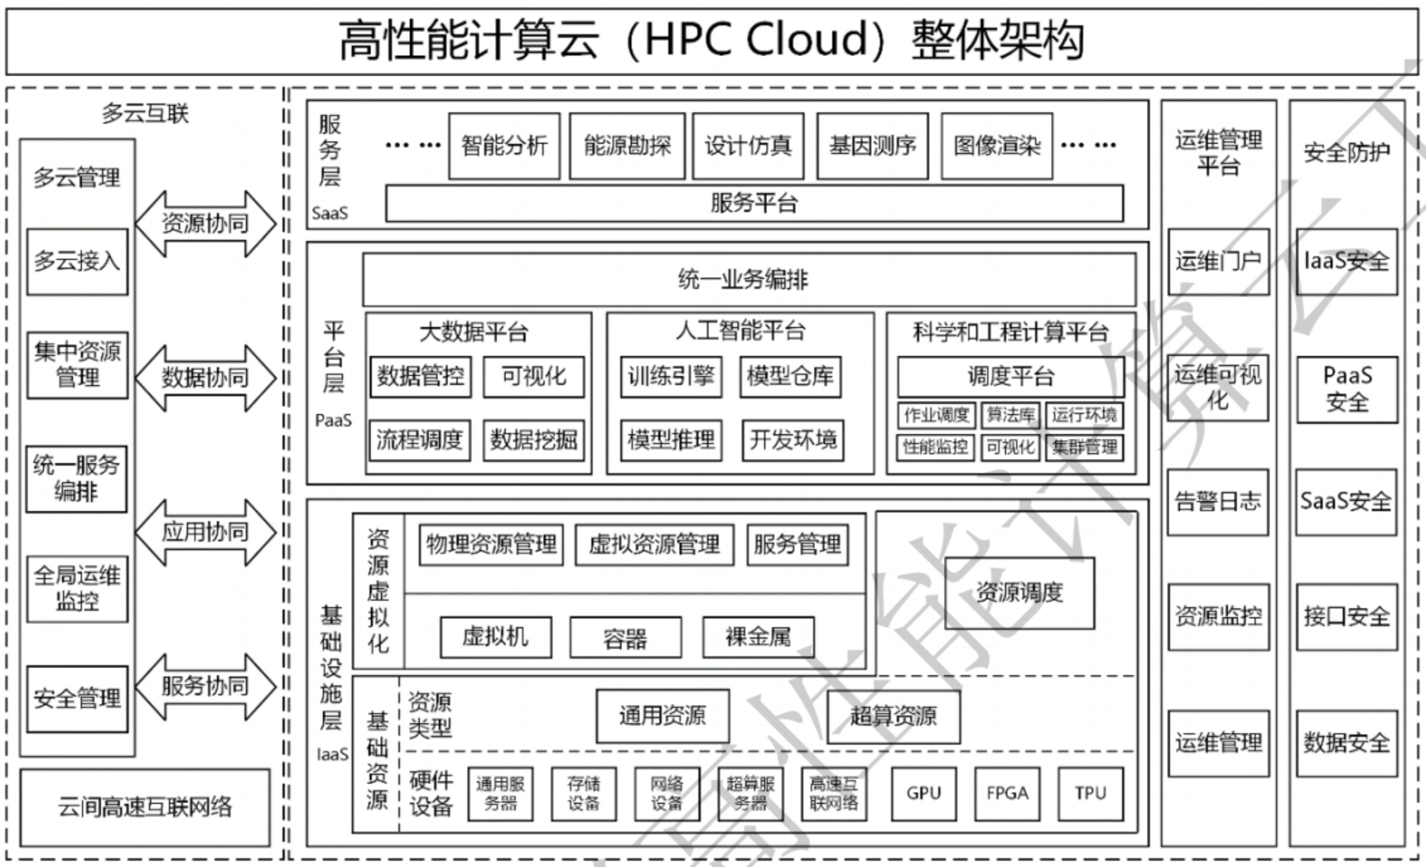 高性能计算云（HPC Cloud）整体架构
多云互联
多云管理
多云接入
集中资源
管理
统一服务
编排
全局运维
监控
安全管理
资源协同
数据协同
应用协同
服务协同
云间高速互联网络
服务层
SaaS
…… 智能分析 能源勘探 设计仿真 基因测序 图像渲染 ……
服务平台
平台层
PaaS
统一业务编排
大数据平台
数据管控 可视化
流程调度 数据挖掘
人工智能平台
训练引擎 模型仓库
模型推理 开发环境
科学和工程计算平台
调度平台
作业调度 算法库 运行环境
性能监控 可视化 集群管理
基础设施层
IaaS
资源虚拟化
物理资源管理 虚拟资源管理 服务管理
虚拟机 容器 裸金属
资源调度
基础资源
资源
类型
通用资源 超算资源
硬件
设备
通用服
务器
存储
设备
网络
设备
超算服
务器
高速互
联网络
GPU
FPGA
TPU
运维管理
平台
运维门户
运维可视
化
告警日志
资源监控
运维管理
安全防护
IaaS安全
PaaS
安全
SaaS安全
接口安全
数据安全
高性能计算云工